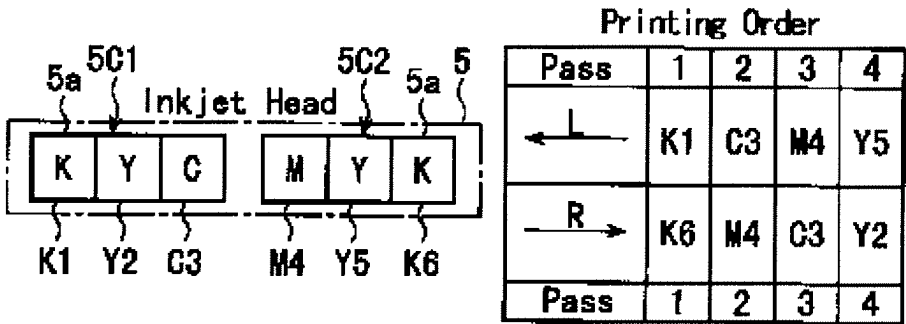 5a 5C1 5C2 5a 5
Inkjet Head
K Y C M Y K
K1 Y2 C3 M4 Y5 K6
Printing Order
Pass 1 2 3 4
L K1 C3 M4 Y5
R K6 M4 C3 Y2
Pass 1 2 3 4